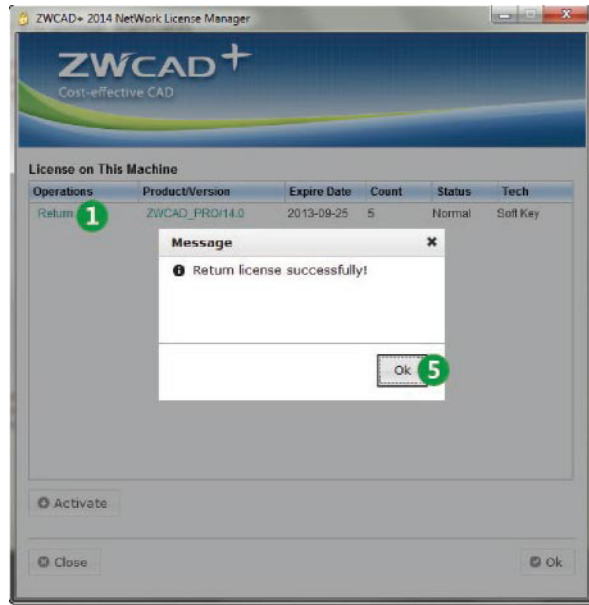 ZWCAD+ 2014 NetWork License Manager
ZWCAD+
Cost-effective CAD
License on This Machine
Operations Product/Version Expire Date Count Status Tech
Return 1 ZWCAD_PRO/14.0 2013-09-25 5 Normal Soft Key
Message
Return license successfully!
Ok 5
Activate
Close Ok